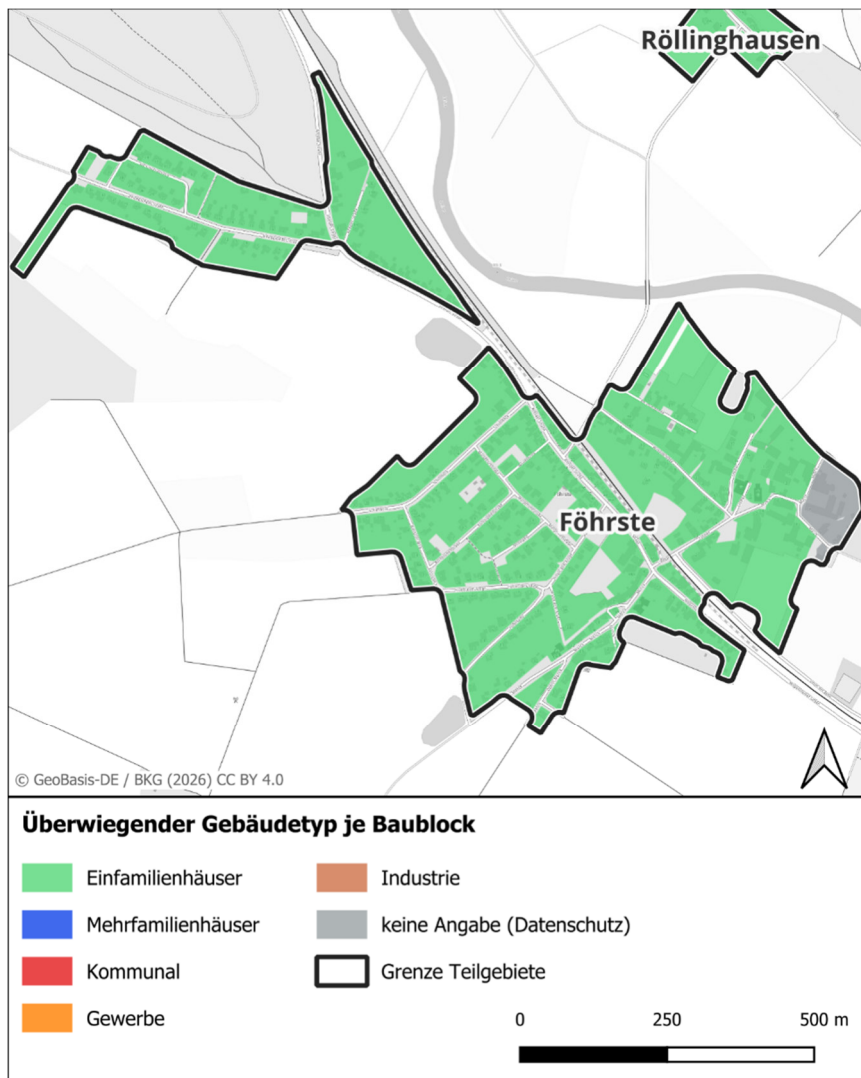 Röllinghausen
Föhrste
© GeoBasis-DE / BKG (2026) CC BY 4.0
Überwiegender Gebäudetyp je Baublock
Einfamilienhäuser
Industrie
Mehrfamilienhäuser
keine Angabe (Datenschutz)
Kommunal
Grenze Teilgebiete
Gewerbe
0 250 500 m